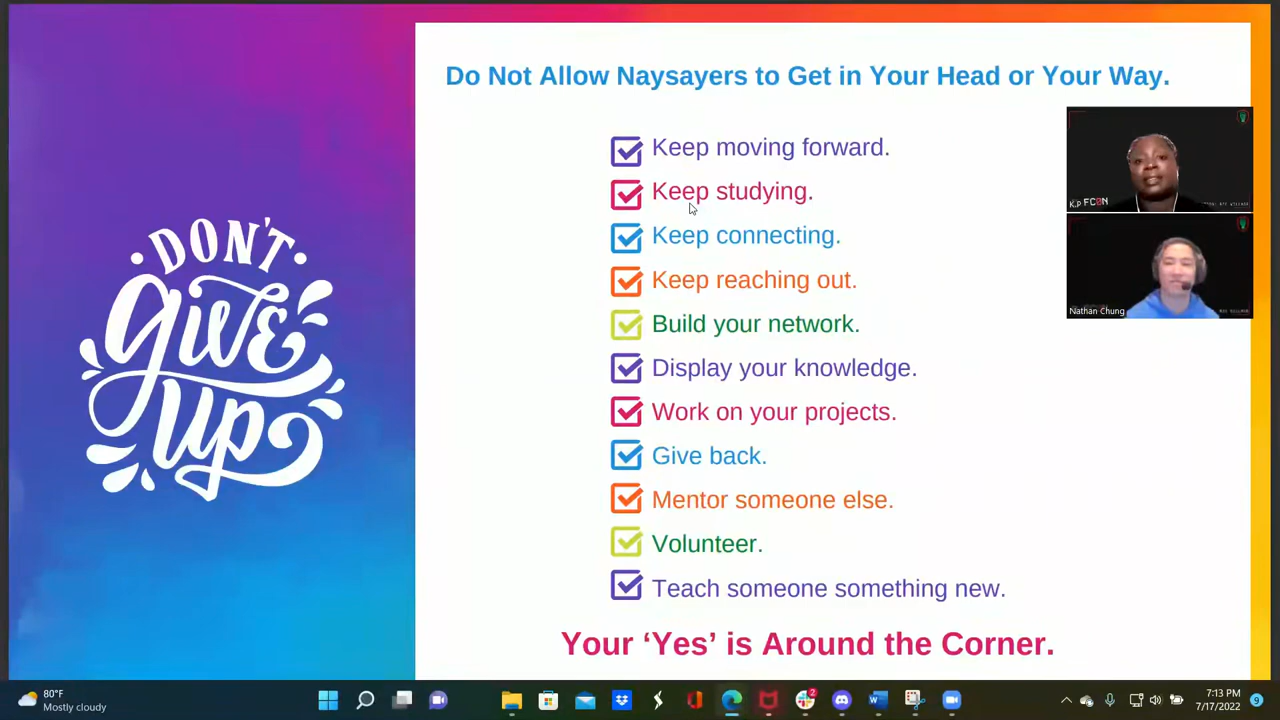 Do Not Allow Naysayers to Get in Your Head or Your Way.
DON'T
give
up
Keep moving forward.
Keep studying.
Keep connecting.
Keep reaching out.
Build your network.
Display your knowledge.
Work on your projects.
Give back.
Mentor someone else.
Volunteer.
Teach someone something new.
Your ‘Yes’ is Around the Corner.
Nathan Chung
80°F
Mostly cloudy
2
7:13 PM
7/17/2022
9